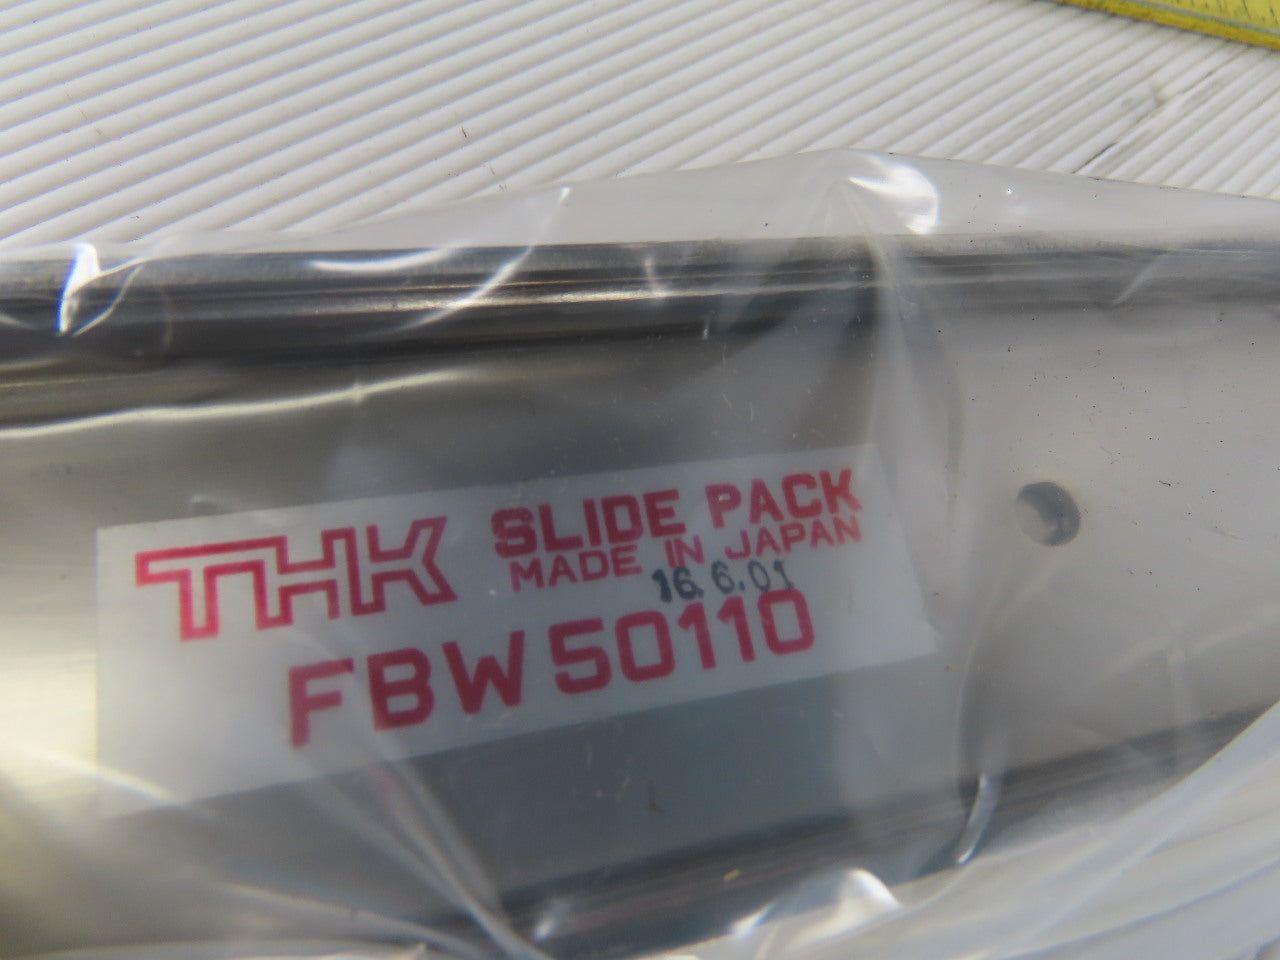 THK SLIDE PACK
MADE IN JAPAN
16.6.01
FBW50110